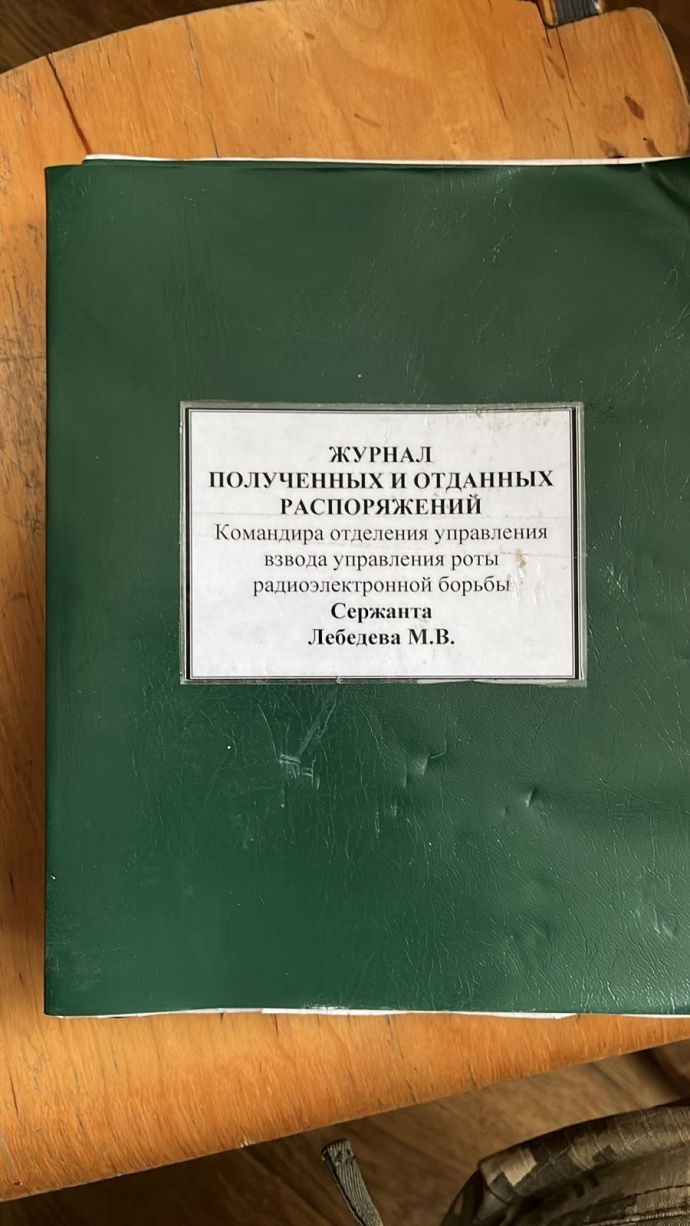 ЖУРНАЛ
ПОЛУЧЕННЫХ И ОТДАННЫХ
РАСПОРЯЖЕНИЙ
Командира отделения управления
взвода управления роты
радиоэлектронной борьбы
Сержанта
Лебедева М.В.